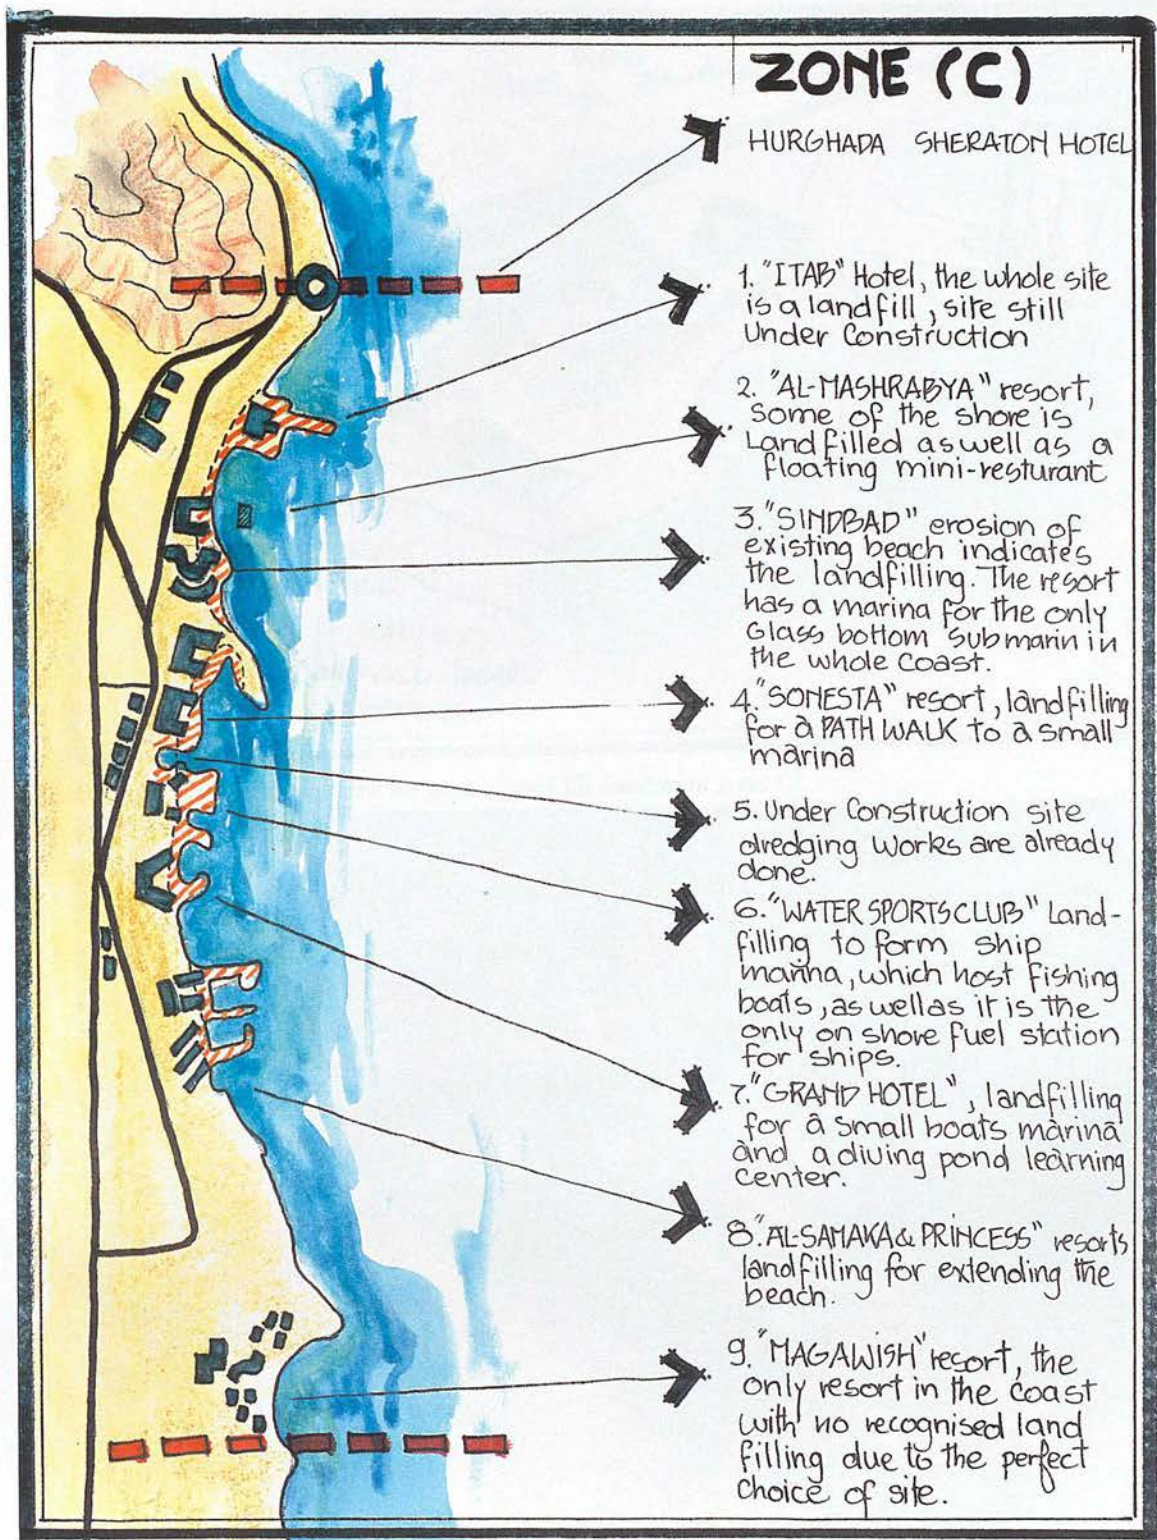 ZONE (C)
HURGHADA SHERATON HOTEL
1. "ITAB" Hotel, the whole site
is a landfill, site still
Under Construction
2. "AL-MASHRABYA" resort,
Some of the shore is
Landfilled as well as a
floating mini-resturant
3. "SINDBAD" erosion of
existing beach indicates
the landfilling. The resort
has a marina for the only
Glass bottom Submarin in
the whole Coast.
4. "SONESTA" resort, landfilling
for a PATH WALK to a small
marina
5. Under Construction site
dredging works are already
done.
6. "WATER SPORTS CLUB" Land-
filling to form ship
marina, which host fishing
boats, as well as it is the
only on shore fuel station
for ships.
7. "GRAND HOTEL", landfilling
for a small boats marina
and a diving pond learning
center.
8. "AL-SAMAKA & PRINCESS" resorts
landfilling for extending the
beach.
9. "MAGAWISH" resort, the
only resort in the Coast
with no recognised land
filling due to the perfect
Choice of site.